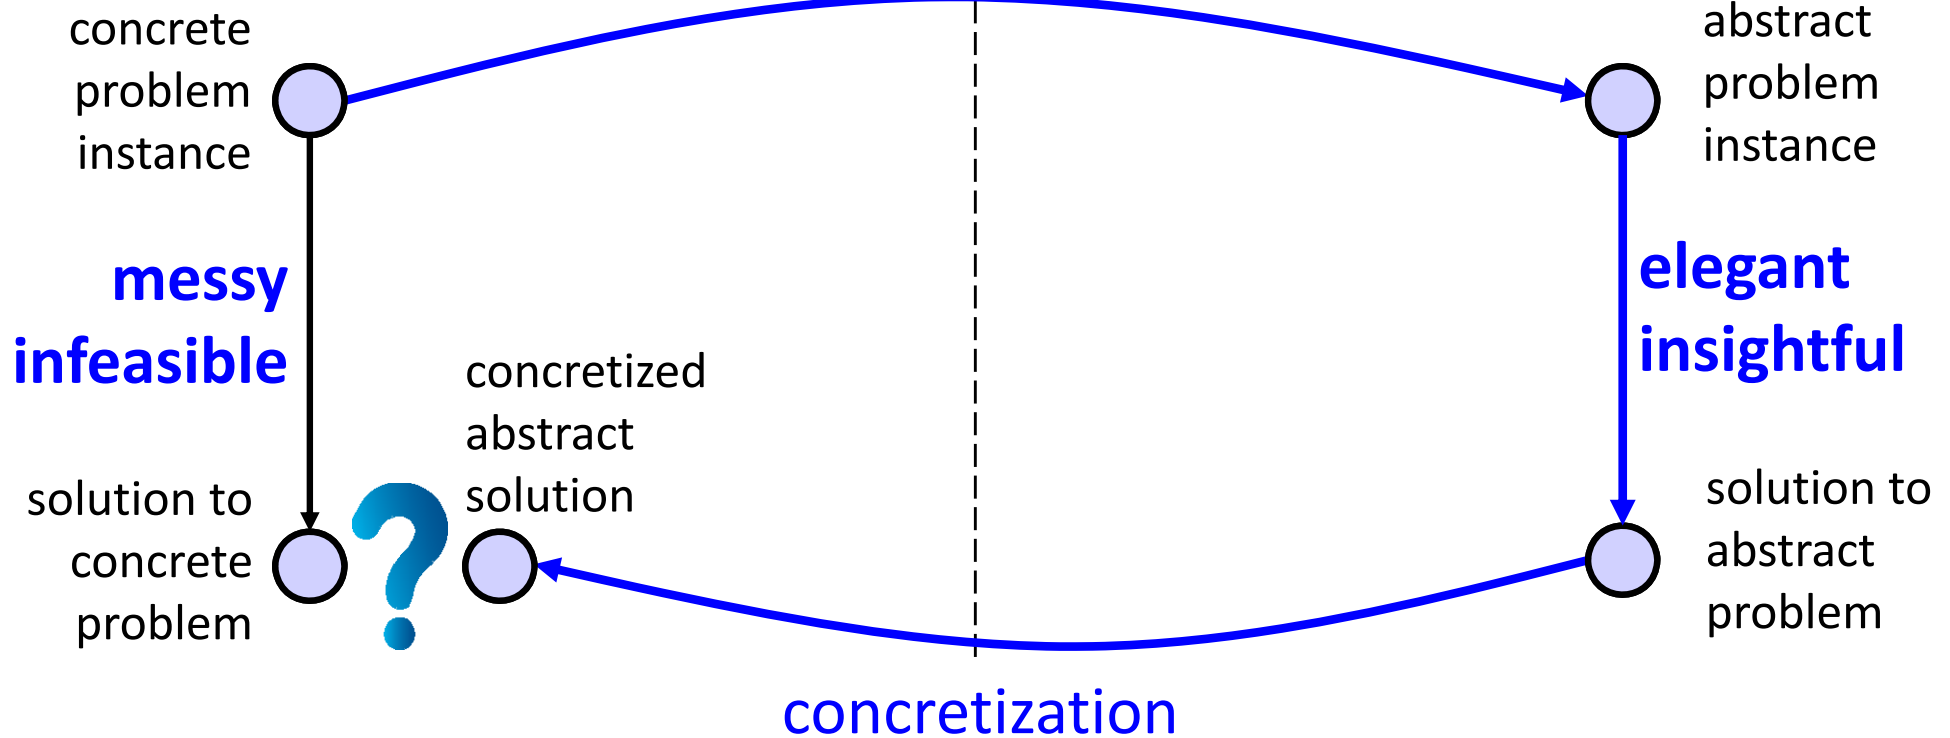 concrete
problem
instance
abstract
problem
instance
messy
infeasible
elegant
insightful
concretized
abstract
solution
solution to
concrete
problem
?
solution to
abstract
problem
concretization